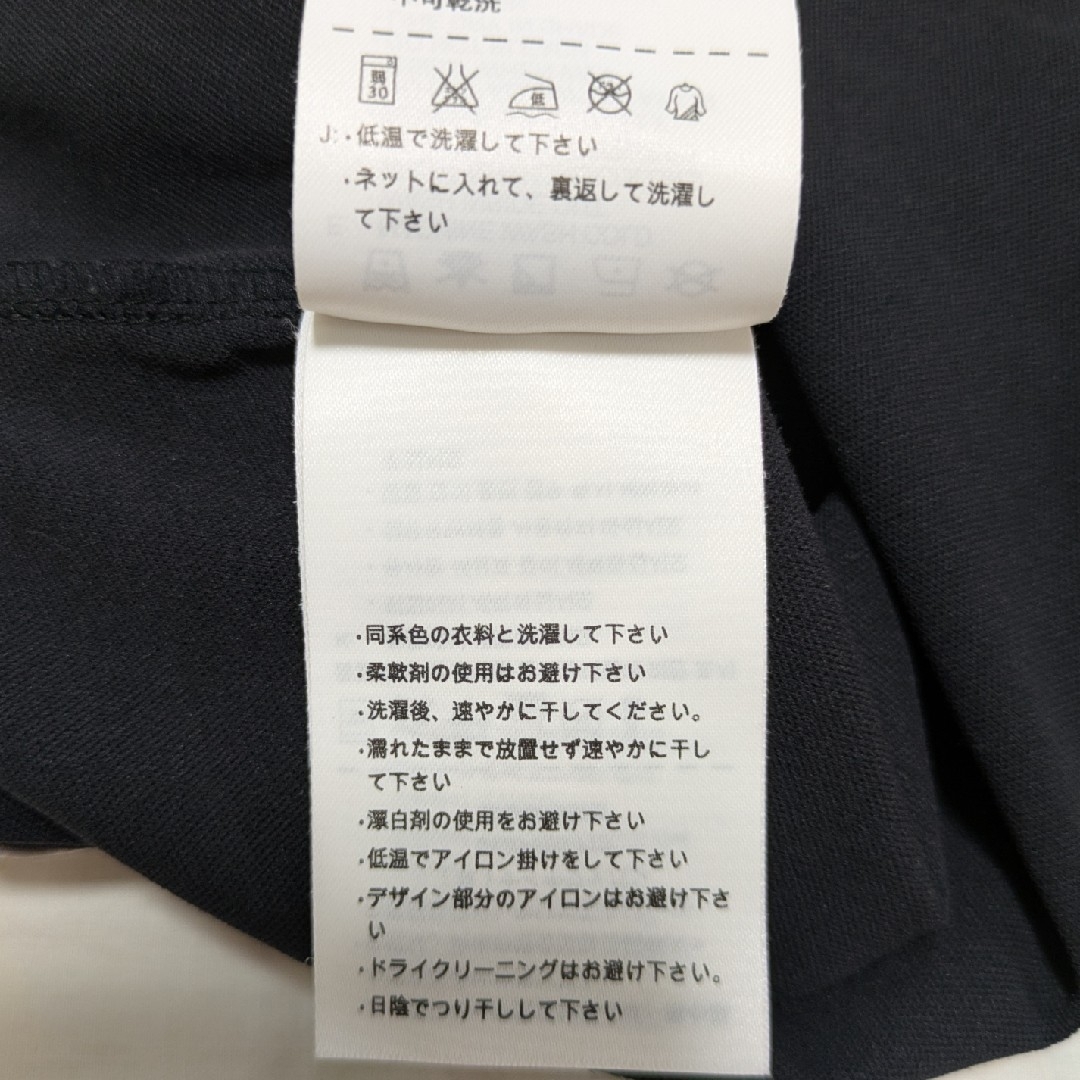 不可乾洗
弱
30
低
J:・低温で洗濯して下さい
・ネットに入れて、裏返して洗濯し
て下さい
・同系色の衣料と洗濯して下さい
・柔軟剤の使用はお避け下さい
・洗濯後、速やかに干してください。
・濡れたままで放置せず速やかに干し
て下さい
・漂白剤の使用をお避け下さい
・低温でアイロン掛けをして下さい
・デザイン部分のアイロンはお避け下さ
い
・ドライクリーニングはお避け下さい。
・日陰でつり干しして下さい